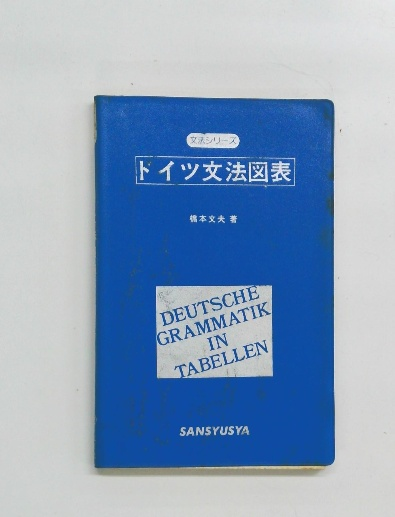 文法シリーズ
ドイツ文法図表
橋本文夫 著
DEUTSCHE
GRAMMATIK
IN
TABELLEN
SANSYUSYA